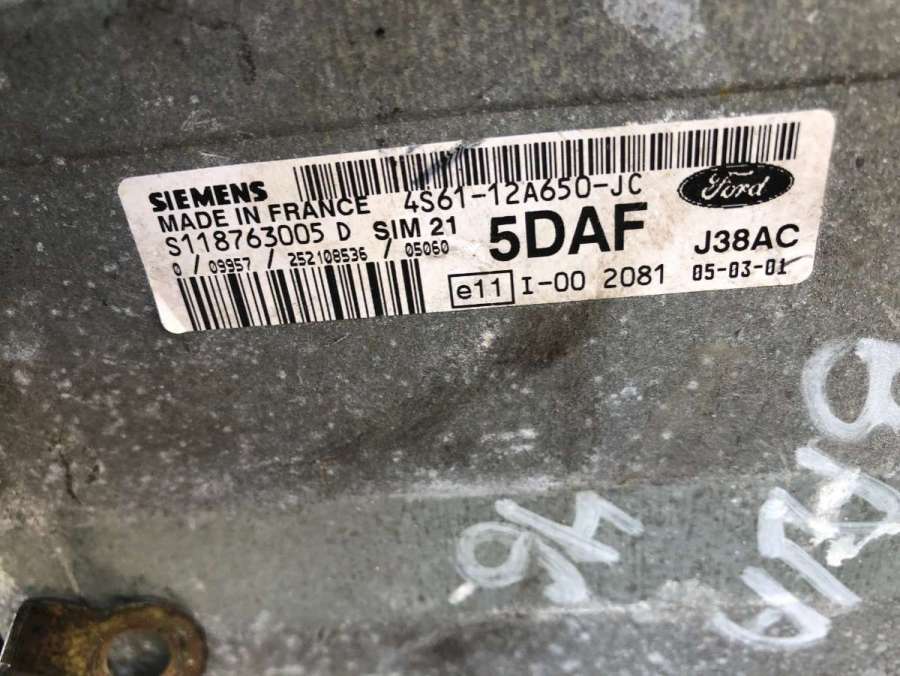 SIEMENS
MADE IN FRANCE
4S61-12A650-JC
Ford
S118763005 D
SIM 21
5DAF
J38AC
0 / 09957 / 252108536 / 05060
e11 I-00 2081
05-03-01